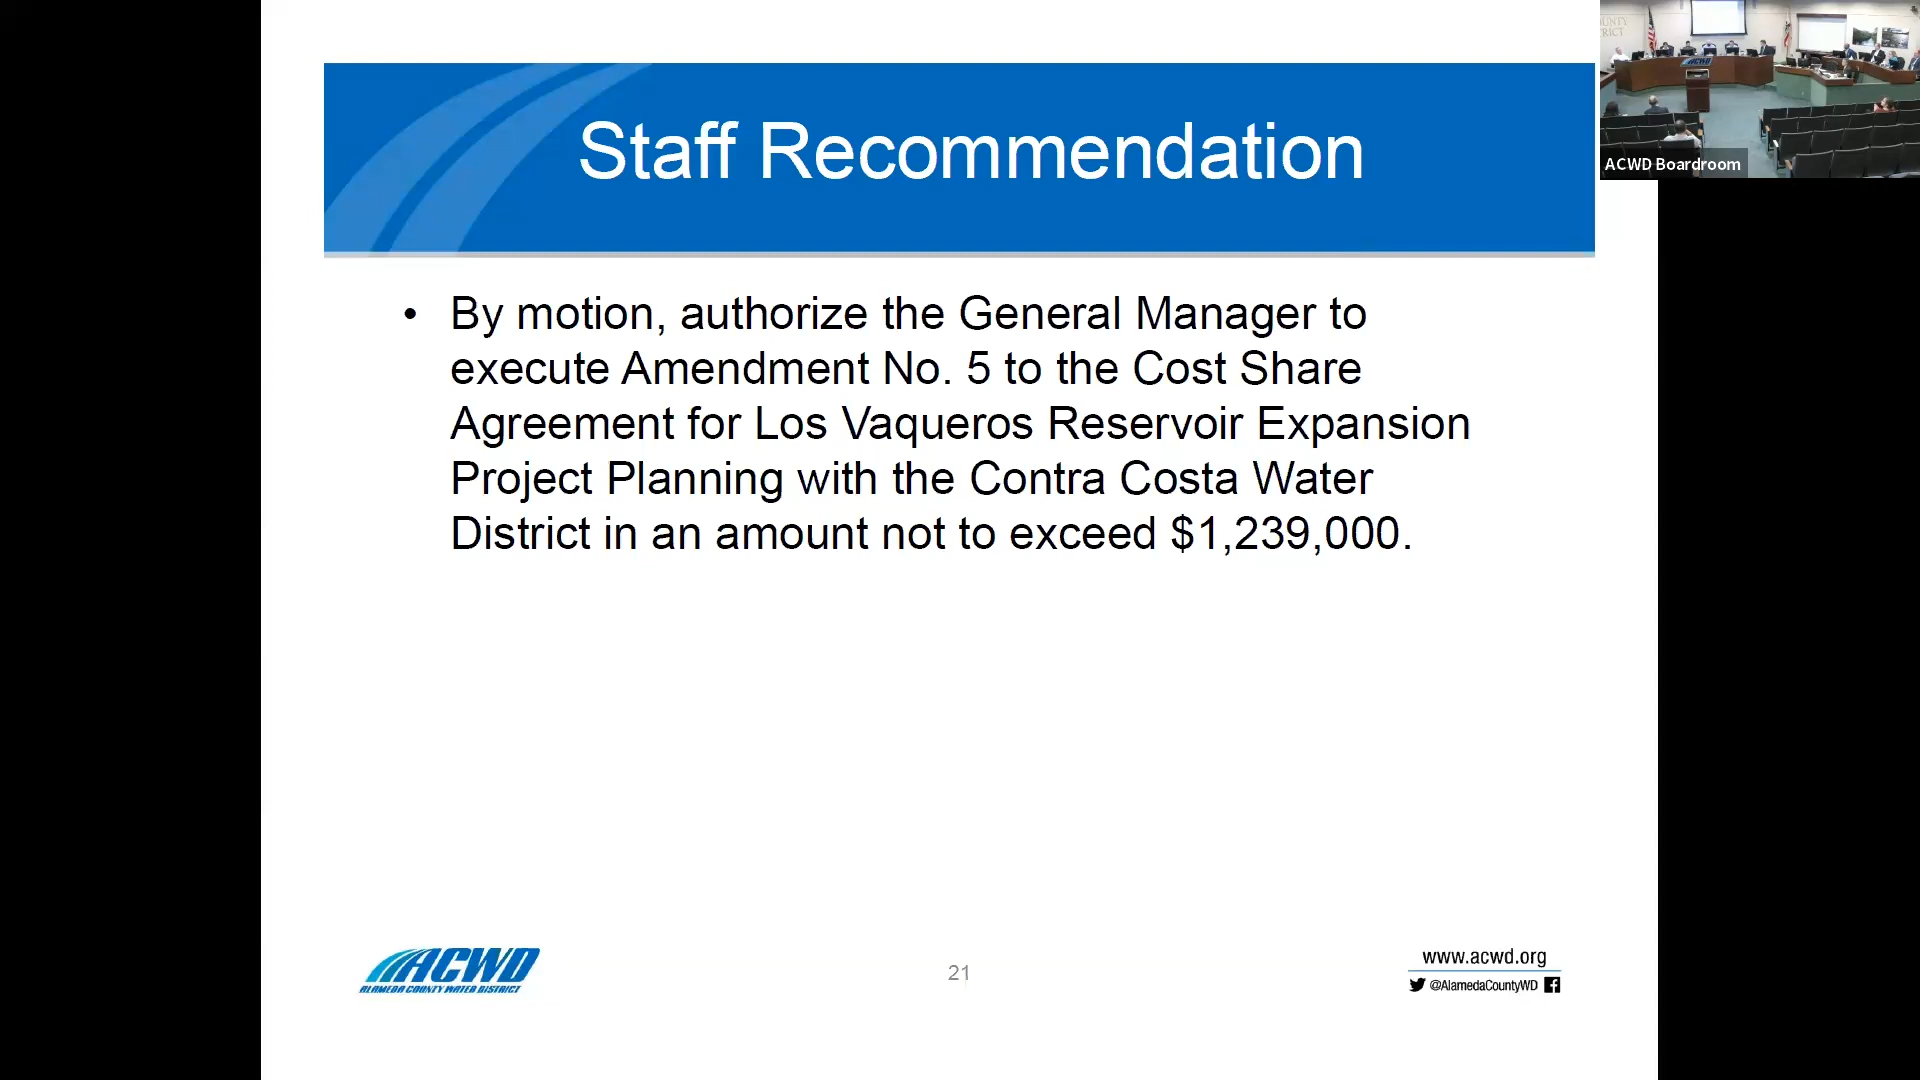 Staff Recommendation
ACWD Boardroom
• By motion, authorize the General Manager to
execute Amendment No. 5 to the Cost Share
Agreement for Los Vaqueros Reservoir Expansion
Project Planning with the Contra Costa Water
District in an amount not to exceed $1,239,000.
ACWD
ALAMEDA COUNTY WATER DISTRICT
21
www.acwd.org
@AlamedaCountyWD